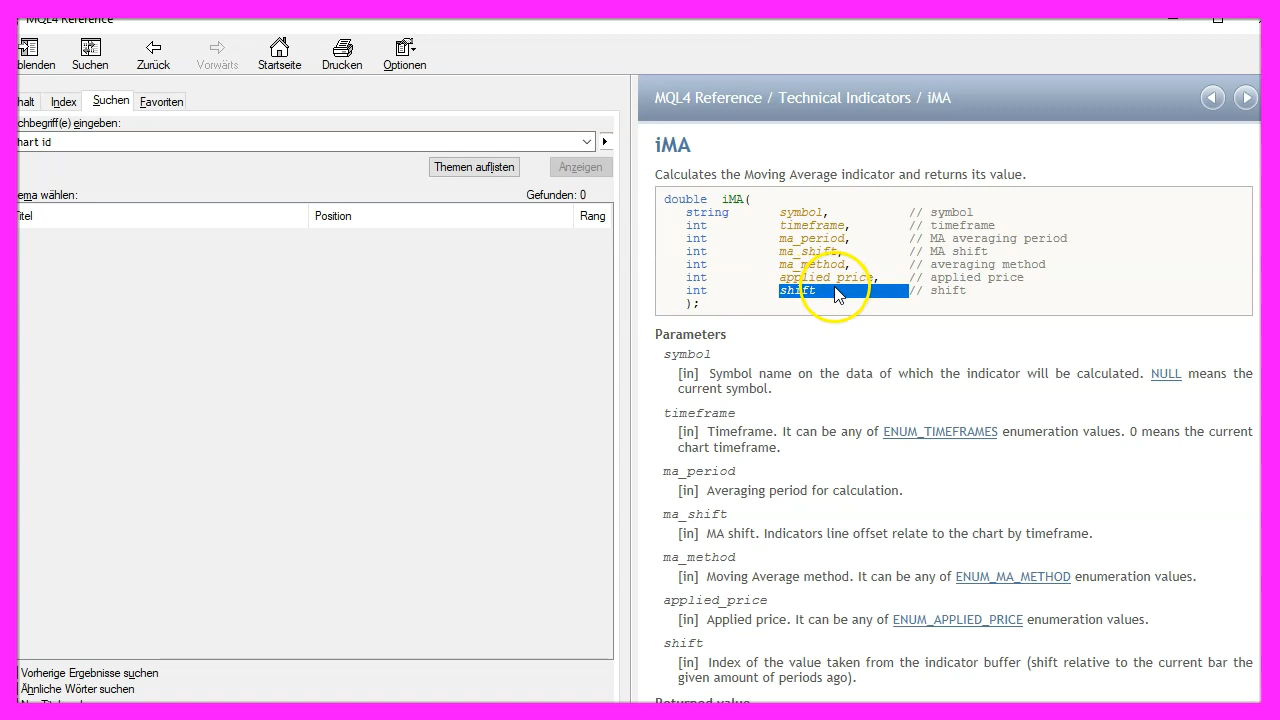 MQL4 Reference
blenden
Suchen
Zurück
Vorwärts
Startseite
Drucken
Optionen
halt
Index
Suchen
Favoriten
chbegriff(e) eingeben:
hart id
Themen auflisten
Anzeigen
ema wählen:
Gefunden: 0
itel
Position
Rang
Vorherige Ergebnisse suchen
Ähnliche Wörter suchen
MQL4 Reference / Technical Indicators / iMA
iMA
Calculates the Moving Average indicator and returns its value.
double iMA(
string symbol, // symbol
int timeframe, // timeframe
int ma_period, // MA averaging period
int ma_shift, // MA shift
int ma_method, // averaging method
int applied_price, // applied price
int shift // shift
);
Parameters
symbol
[in] Symbol name on the data of which the indicator will be calculated. NULL means the
current symbol.
timeframe
[in] Timeframe. It can be any of ENUM_TIMEFRAMES enumeration values. 0 means the current
chart timeframe.
ma_period
[in] Averaging period for calculation.
ma_shift
[in] MA shift. Indicators line offset relate to the chart by timeframe.
ma_method
[in] Moving Average method. It can be any of ENUM_MA_METHOD enumeration values.
applied_price
[in] Applied price. It can be any of ENUM_APPLIED_PRICE enumeration values.
shift
[in] Index of the value taken from the indicator buffer (shift relative to the current bar the
given amount of periods ago).
Returned value